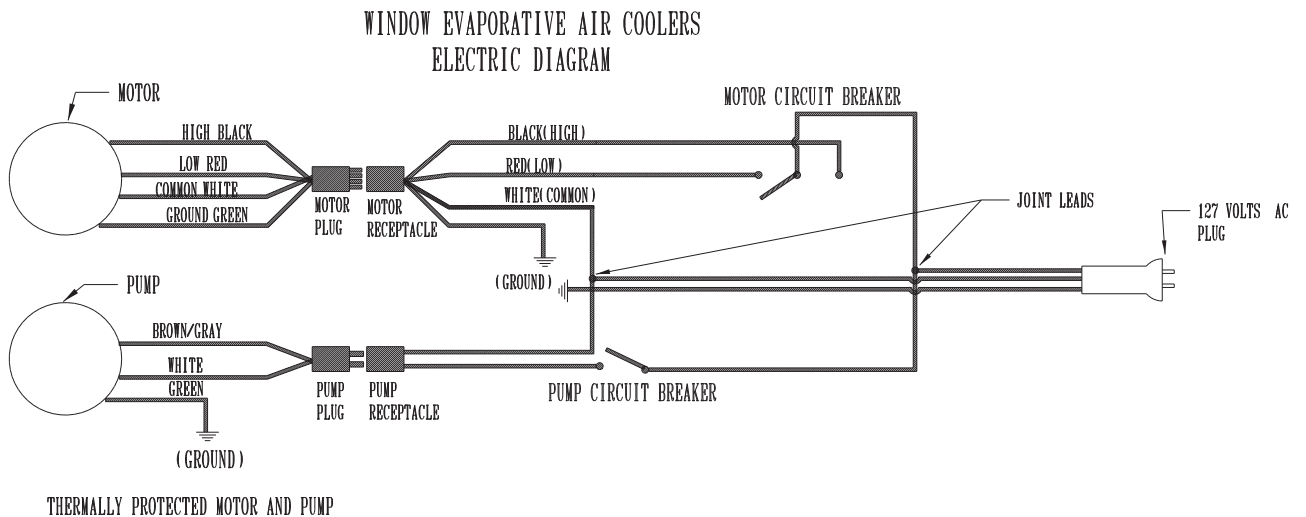 WINDOW EVAPORATIVE AIR COOLERS
ELECTRIC DIAGRAM
MOTOR
MOTOR CIRCUIT BREAKER
HIGH BLACK
BLACK(HIGH)
LOW RED
RED(LOW)
COMMON WHITE
WHITE(COMMON)
GROUND GREEN
MOTOR
PLUG
MOTOR
RECEPTACLE
JOINT LEADS
127 VOLTS AC
PLUG
(GROUND)
PUMP
BROWN/GRAY
WHITE
GREEN
PUMP
PLUG
PUMP
RECEPTACLE
PUMP CIRCUIT BREAKER
(GROUND)
THERMALLY PROTECTED MOTOR AND PUMP